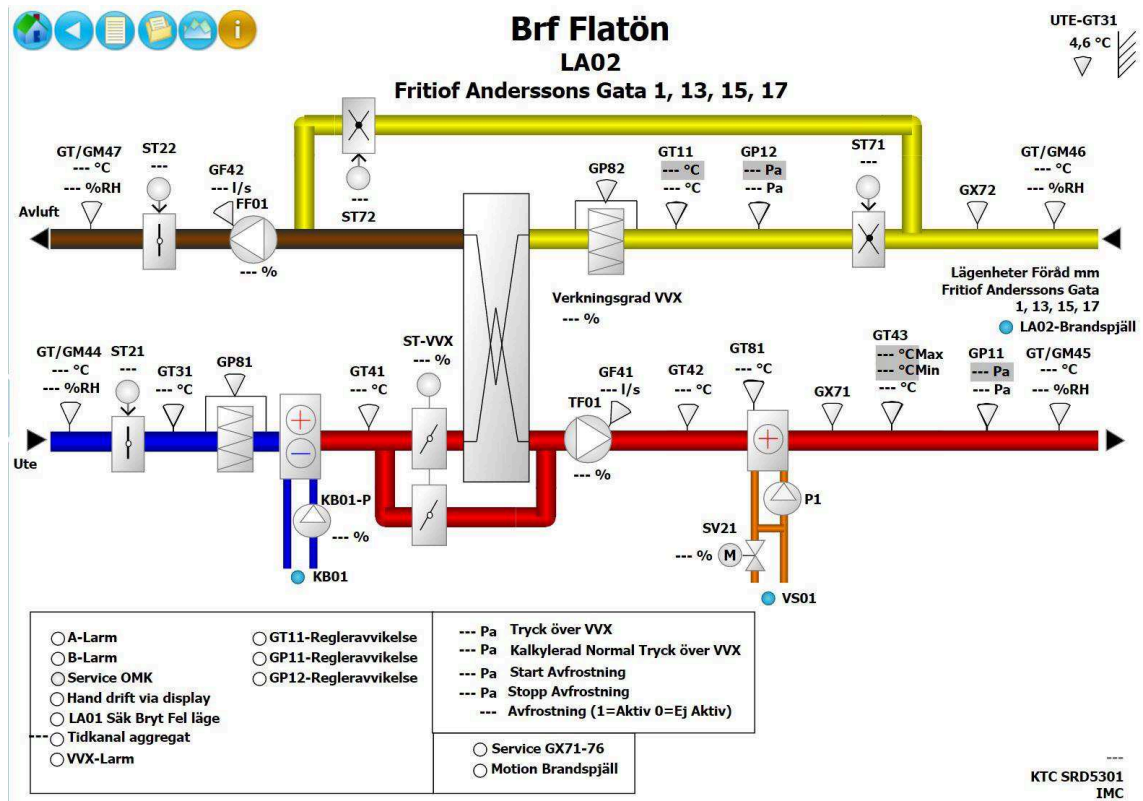 i
Brf Flatön
LA02
Fritiof Anderssons Gata 1, 13, 15, 17
UTE-GT31
4,6 °C
GT/GM47
--- °C
--- %RH
Avluft
ST22
---
GF42
--- l/s
FF01
--- %
ST72
---
GP82
GT11
--- °C
--- °C
GP12
--- Pa
--- Pa
ST71
---
GX72
GT/GM46
--- °C
--- %RH
Verkningsgrad VVX
--- %
Lägenheter Föråd mm
Fritiof Anderssons Gata
1, 13, 15, 17
LA02-Brandspjäll
GT/GM44
--- °C
--- %RH
Ute
ST21
---
GT31
--- °C
GP81
GT41
--- °C
ST-VVX
--- %
GF41
--- l/s
TF01
--- %
GT42
--- °C
GT81
--- °C
GX71
GT43
--- °C Max
--- °C Min
--- °C
GP11
--- Pa
--- Pa
GT/GM45
--- °C
--- %RH
KB01-P
--- %
KB01
P1
SV21
--- %
M
VS01
A-Larm
B-Larm
Service OMK
Hand drift via display
LA01 Säk Bryt Fel läge
--- Tidkanal aggregat
VVX-Larm
GT11-Regleravvikelse
GP11-Regleravvikelse
GP12-Regleravvikelse
--- Pa Tryck över VVX
--- Pa Kalkylerad Normal Tryck över VVX
--- Pa Start Avfrostning
--- Pa Stopp Avfrostning
--- Avfrostning (1=Aktiv 0=Ej Aktiv)
Service GX71-76
Motion Brandspjäll
---
KTC SRD5301
IMC